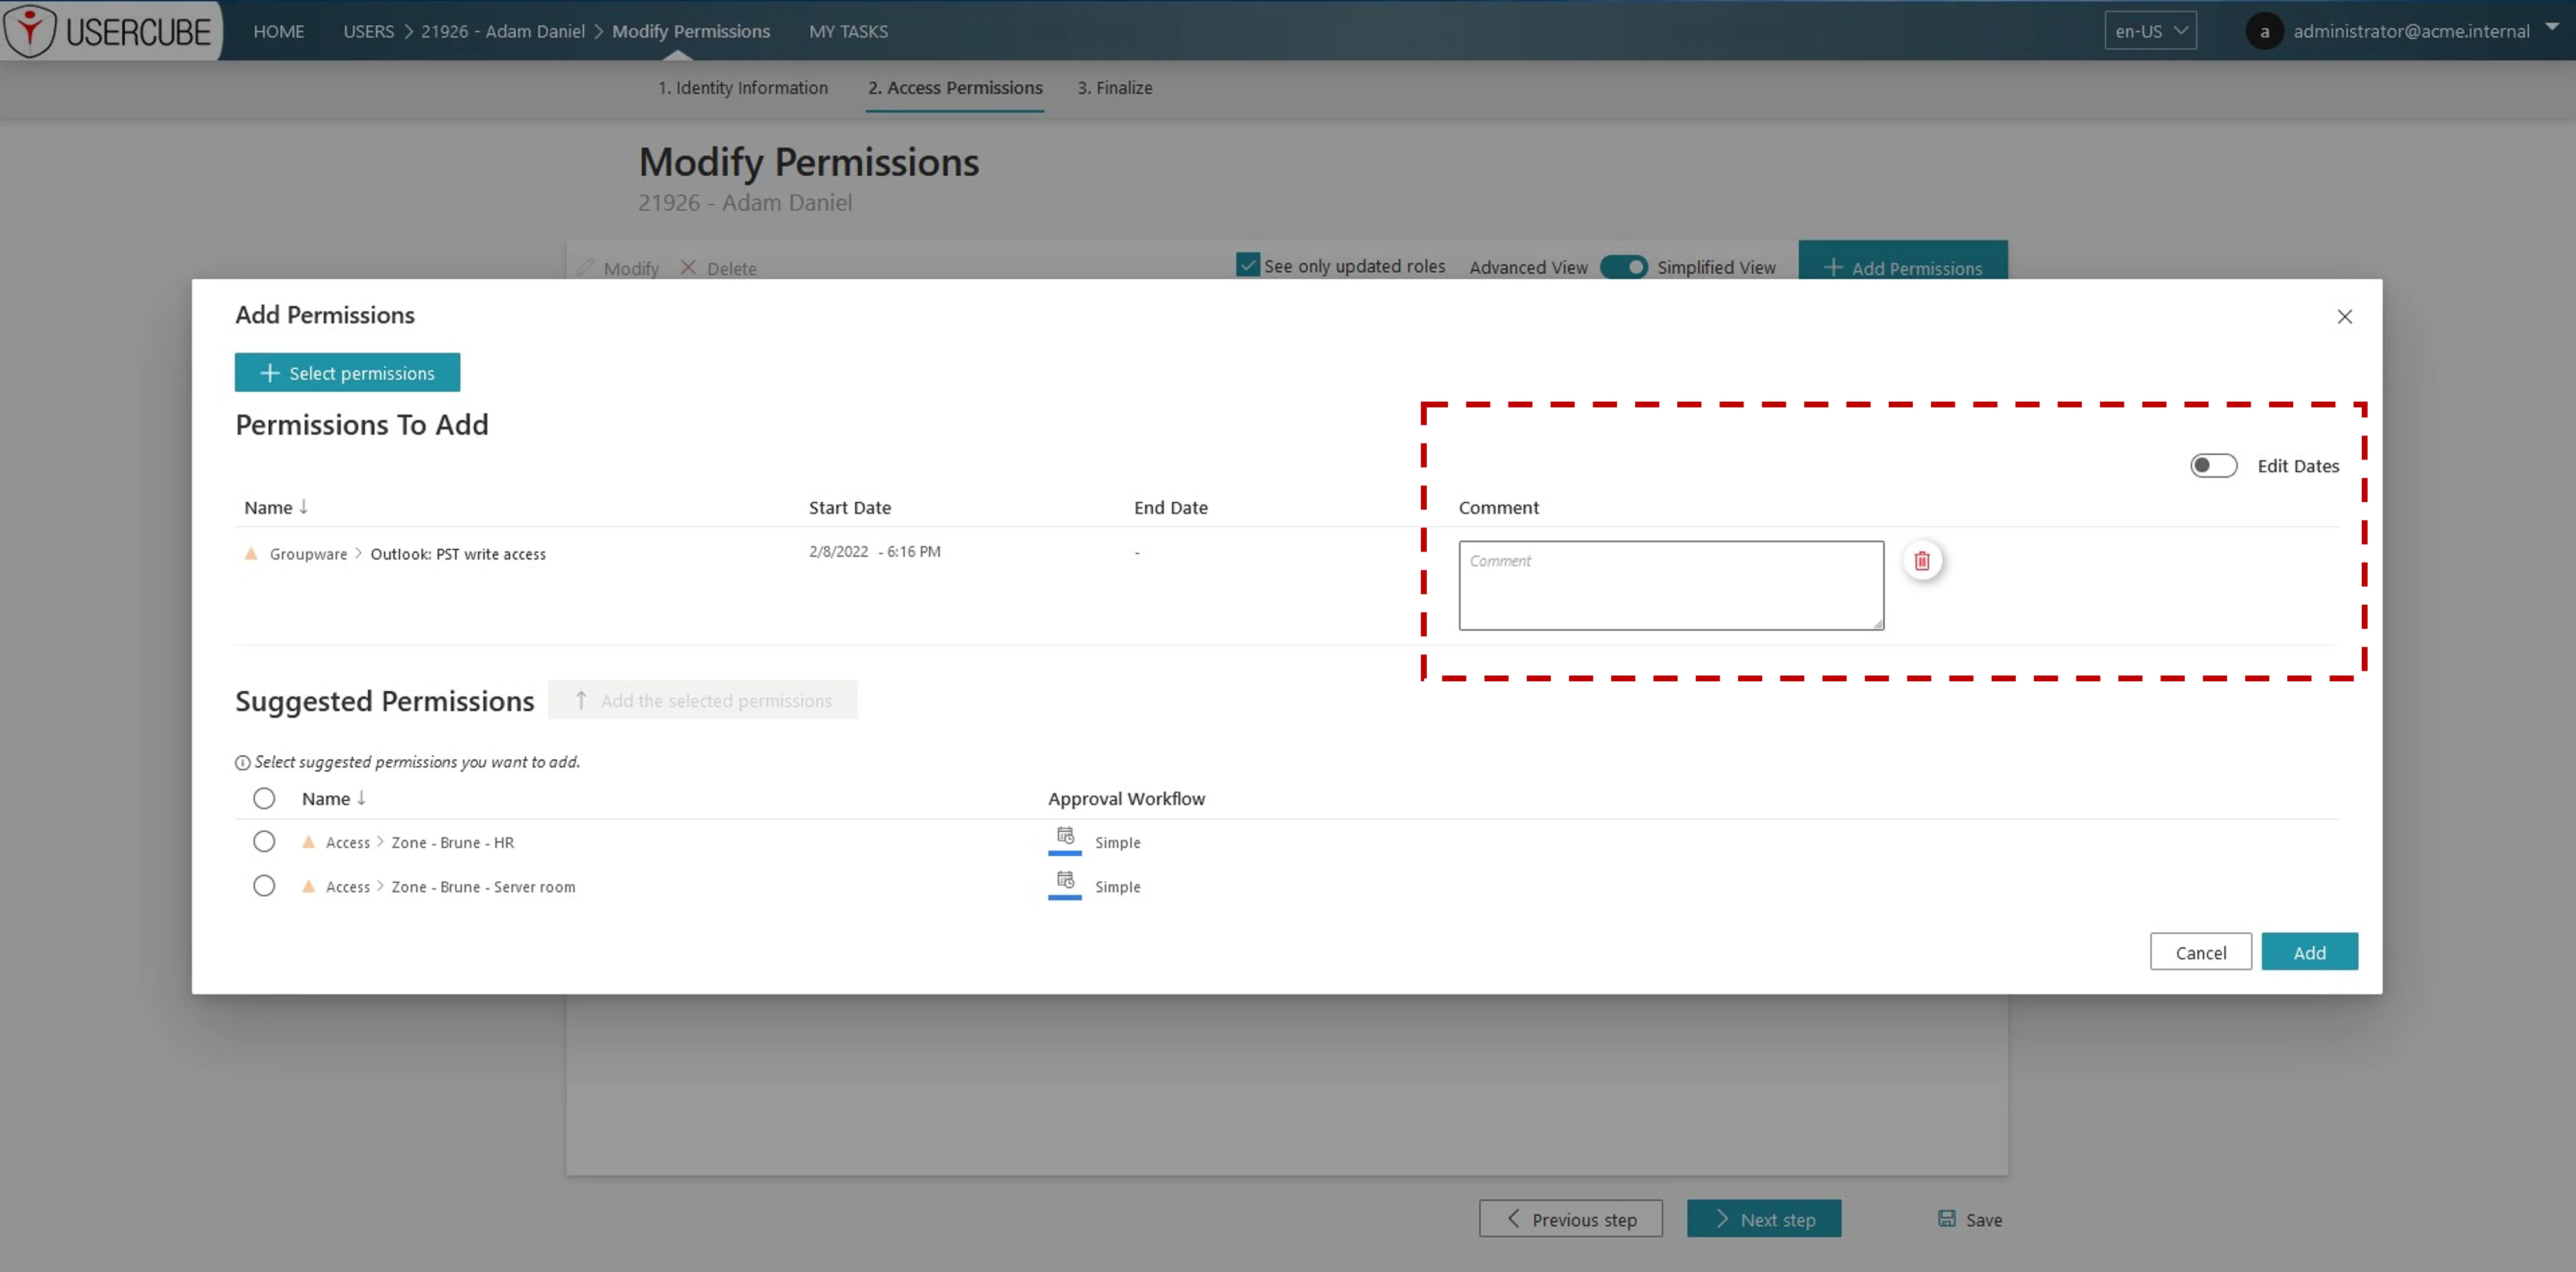 USERCUBE HOME USERS > 21926 - Adam Daniel > Modify Permissions MY TASKS en-US a administrator@acme.internal
1. Identity Information 2. Access Permissions 3. Finalize
Modify Permissions
21926 - Adam Daniel
Modify Delete See only updated roles Advanced View Simplified View + Add Permissions
Add Permissions
+ Select permissions
Permissions To Add
Edit Dates
Name ↓ Start Date End Date Comment
Groupware > Outlook: PST write access 2/8/2022 - 6:16 PM - Comment
Suggested Permissions ↑ Add the selected permissions
Select suggested permissions you want to add.
Name ↓ Approval Workflow
Access > Zone - Brune - HR Simple
Access > Zone - Brune - Server room Simple
Cancel Add
< Previous step > Next step Save